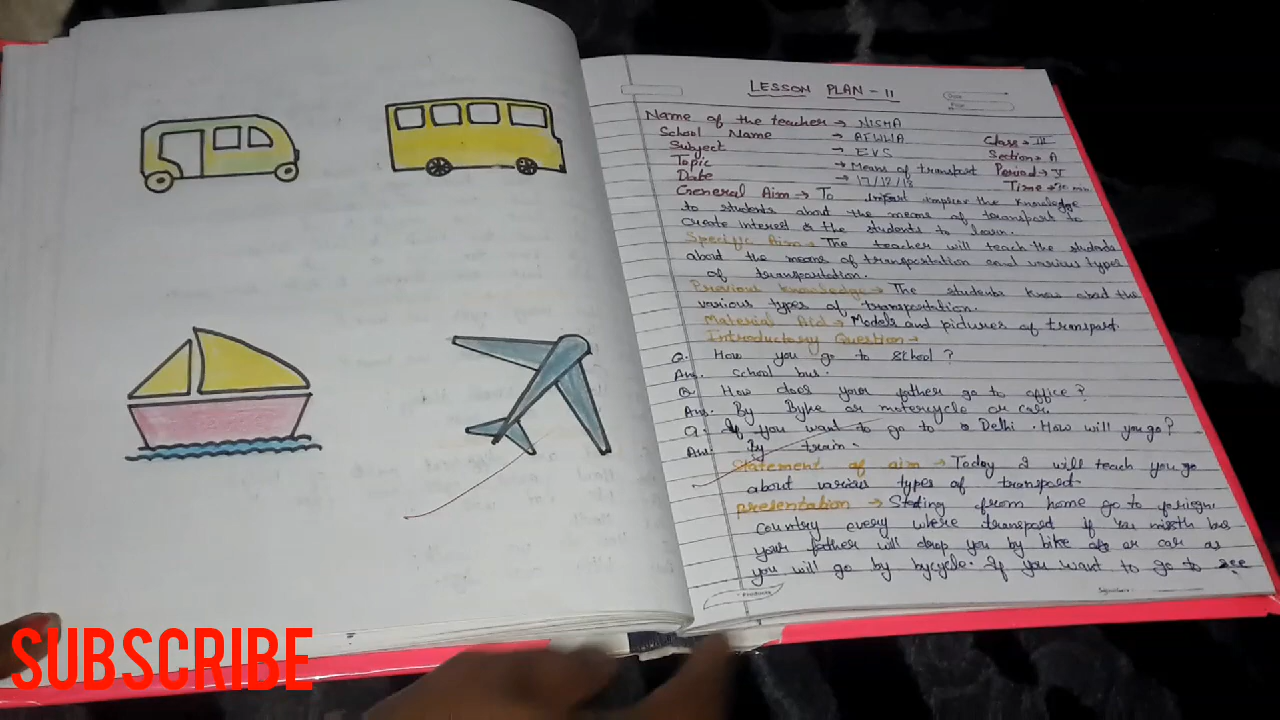 LESSON PLAN - 11
Name of the teacher → NISHA
School Name → AIWWA Class → III
Subject → EVS Section → A
Topic → Means of transport Period → V
Date → 17/12/18 Time → min
General Aim → To impart improve the knowledge
to students about the means of transport to
create interest the students to learn.
Specific Aim → The teacher will teach the students
about the means of transportation and various types
of transportation.
Previous knowledge → The students know about the
various types of transportation.
Material Aid → Models and pictures of transport.
Introductory Question →
Q. How you go to school?
Ans. School bus.
Q. How does your father go to office?
Ans. By Byke or motercycle or car.
Q. If you want to go to Delhi. How will you go?
Ans. By train.
Statement of aim → Today I will teach you go
about various types of transport.
presentation → from home go to
country every where transport if you bus
your father will drop you by bike or car or
you will go by bycycle. If you want to go to
SUBSCRIBE